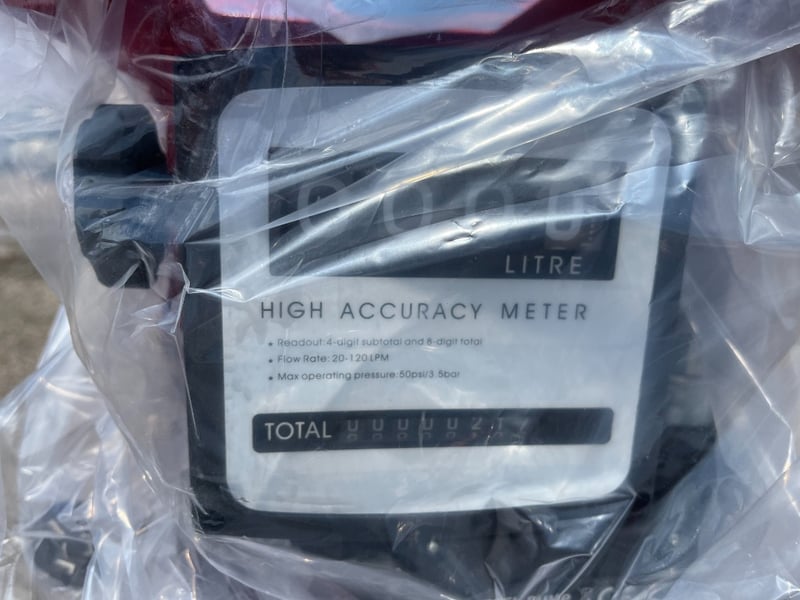 0000
LITRE
HIGH ACCURACY METER
• Readout: 4-digit subtotal and 8-digit total
• Flow Rate: 20-120 LPM
• Max operating pressure: 50psi/3.5bar
TOTAL